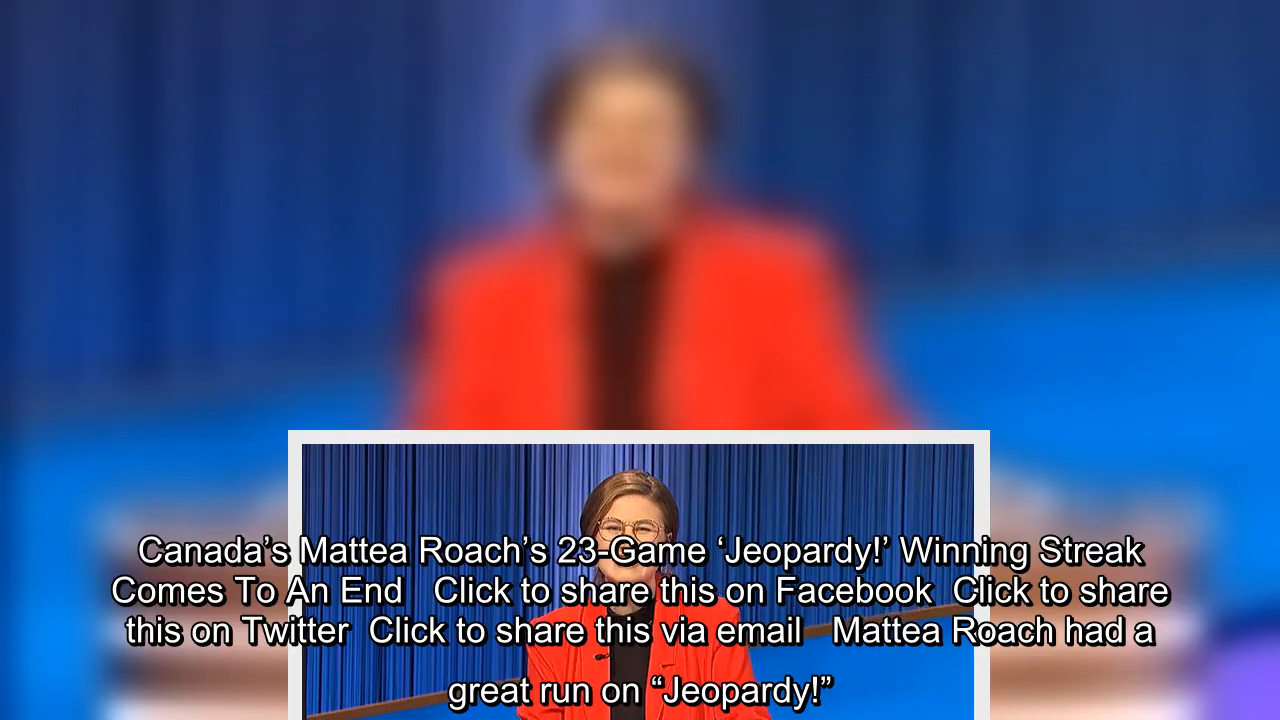 Canada’s Mattea Roach’s 23-Game ‘Jeopardy!’ Winning Streak
Comes To An End   Click to share this on Facebook  Click to share
this on Twitter  Click to share this via email   Mattea Roach had a
great run on “Jeopardy!”